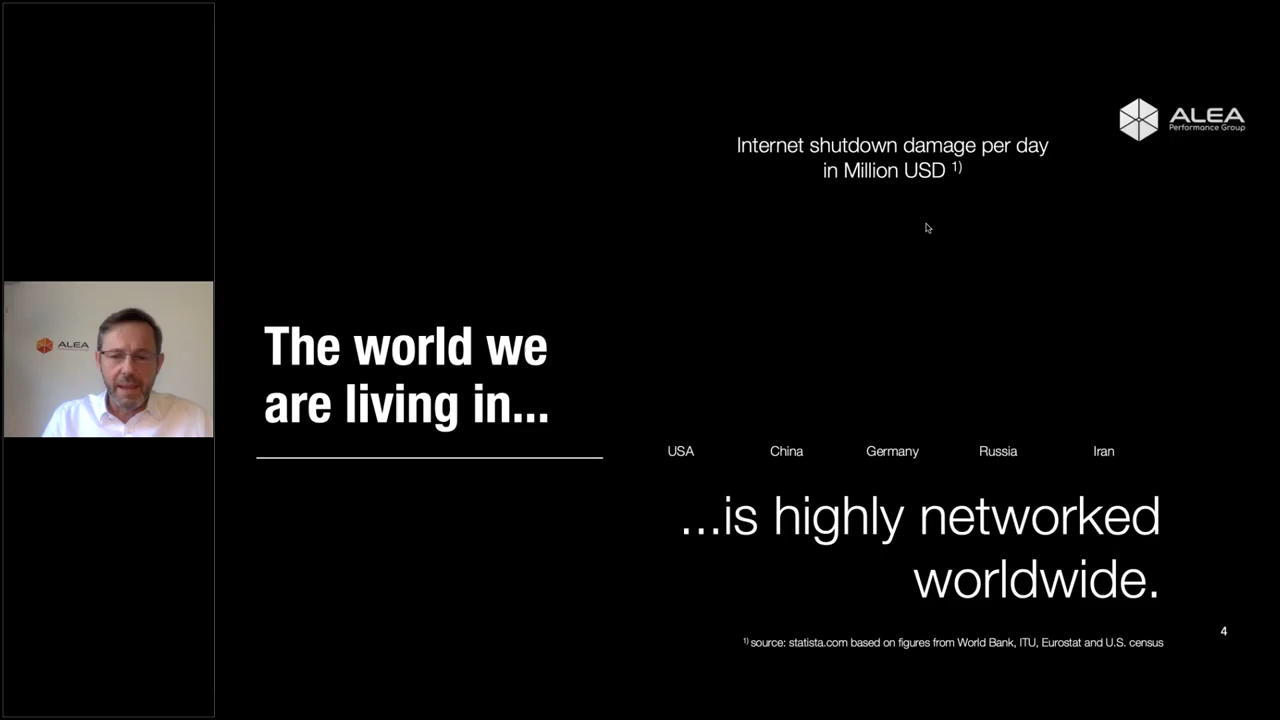 ALEA
Performance Group
Internet shutdown damage per day
in Million USD ¹⁾
ALEA
The world we
are living in...
USA China Germany Russia Iran
...is highly networked
worldwide.
4
¹⁾ source: statista.com based on figures from World Bank, ITU, Eurostat and U.S. census